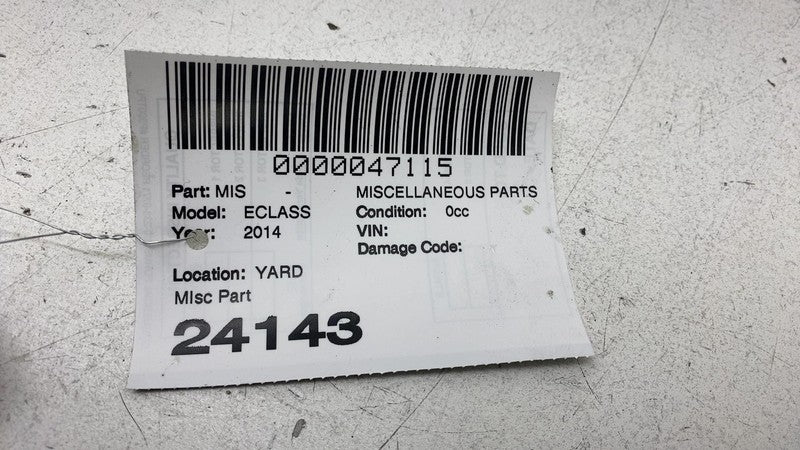 0000047115
Part: MIS - MISCELLANEOUS PARTS
Model: ECLASS Condition: 0cc
Year: 2014 VIN:
Damage Code:
Location: YARD
MIsc Part
24143